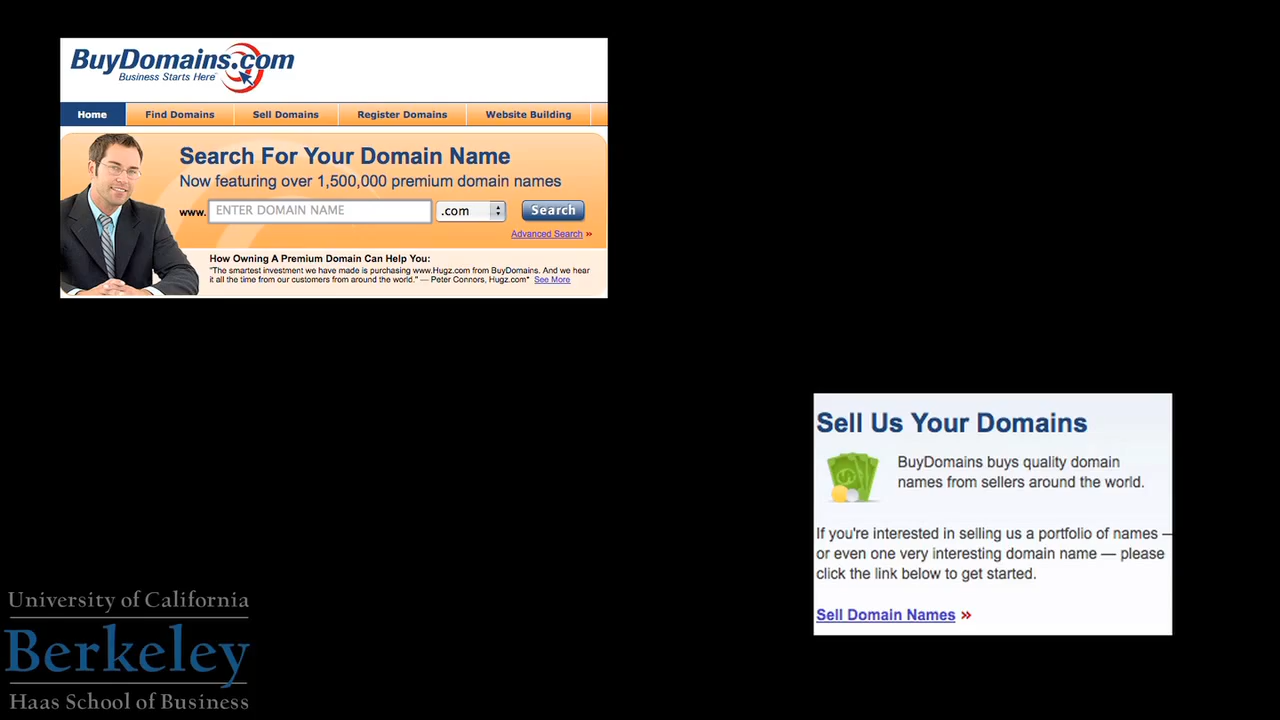 BuyDomains.com
Business Starts Here
Home Find Domains Sell Domains Register Domains Website Building
Search For Your Domain Name
Now featuring over 1,500,000 premium domain names
www. ENTER DOMAIN NAME .com Search
Advanced Search »
How Owning A Premium Domain Can Help You:
"The smartest investment we have made is purchasing www.Hugz.com from BuyDomains. And we hear
it all the time from our customers from around the world." — Peter Connors, Hugz.com* See More
Sell Us Your Domains
BuyDomains buys quality domain
names from sellers around the world.
If you're interested in selling us a portfolio of names —
or even one very interesting domain name — please
click the link below to get started.
Sell Domain Names »
University of California
Berkeley
Haas School of Business